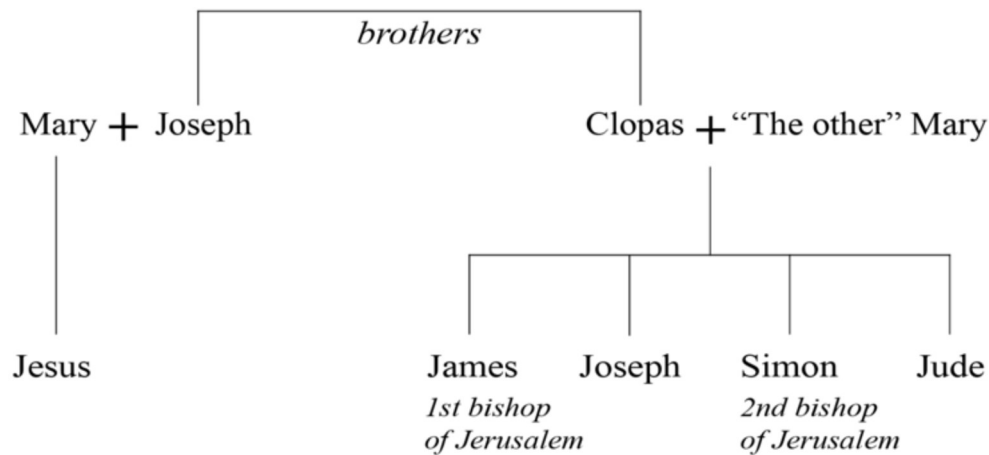 brothers
Mary + Joseph
Clopas + “The other” Mary
Jesus
James
Joseph
Simon
Jude
1st bishop
of Jerusalem
2nd bishop
of Jerusalem